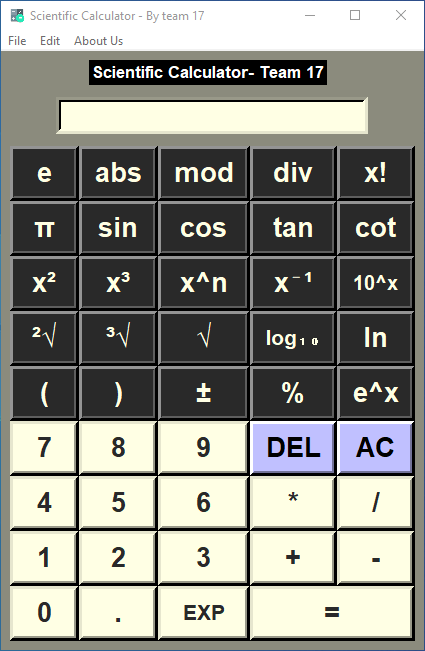 Scientific Calculator - By team 17
File Edit About Us
Scientific Calculator- Team 17
e abs mod div x!
π sin cos tan cot
x² x³ x^n x⁻¹ 10^x
²√ ³√ √ log₁₀ ln
( ) ± % e^x
7 8 9 DEL AC
4 5 6 * /
1 2 3 + -
0 . EXP =